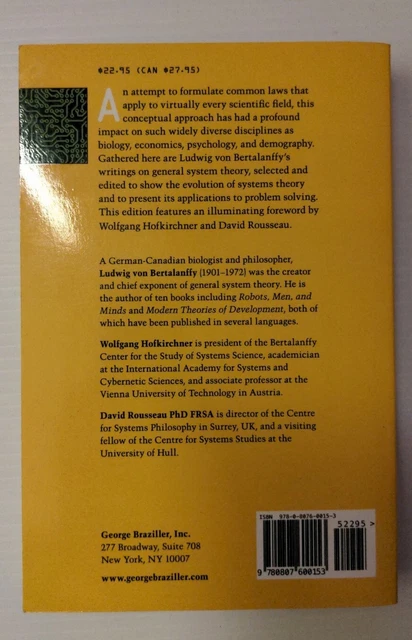 $22.95 (CAN $27.95)
An attempt to formulate common laws that
apply to virtually every scientific field, this
conceptual approach has had a profound
impact on such widely diverse disciplines as
biology, economics, psychology, and demography.
Gathered here are Ludwig von Bertalanffy's
writings on general system theory, selected and
edited to show the evolution of systems theory
and to present its applications to problem solving.
This edition features an illuminating foreword by
Wolfgang Hofkirchner and David Rousseau.
A German-Canadian biologist and philosopher,
Ludwig von Bertalanffy (1901–1972) was the creator
and chief exponent of general system theory. He is
the author of ten books including Robots, Men, and
Minds and Modern Theories of Development, both of
which have been published in several languages.
Wolfgang Hofkirchner is president of the Bertalanffy
Center for the Study of Systems Science, academician
at the International Academy for Systems and
Cybernetic Sciences, and associate professor at the
Vienna University of Technology in Austria.
David Rousseau PhD FRSA is director of the Centre
for Systems Philosophy in Surrey, UK, and a visiting
fellow of the Centre for Systems Studies at the
University of Hull.
George Braziller, Inc.
277 Broadway, Suite 708
New York, NY 10007
www.georgebraziller.com
ISBN 978-0-8076-0015-3
52295 >
9 780807 600153